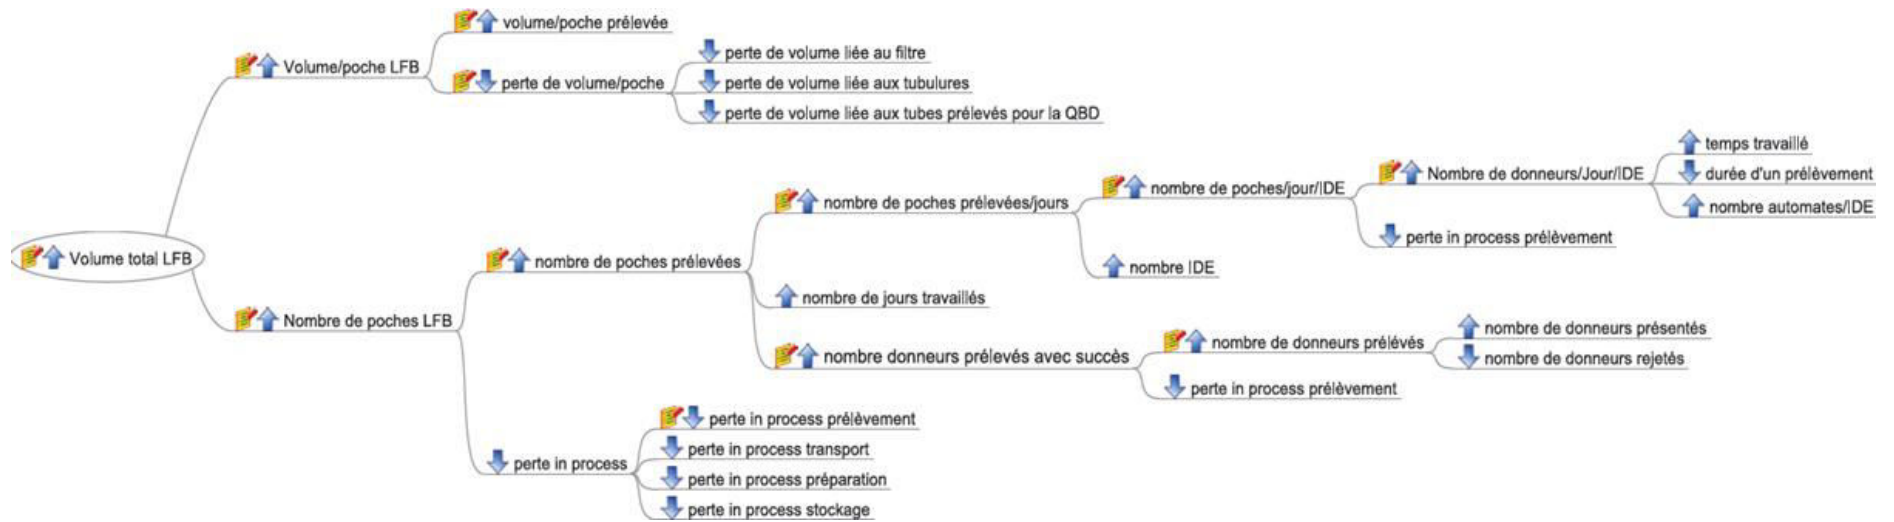 Volume total LFB
Volume/poche LFB
volume/poche prélevée
perte de volume/poche
perte de volume liée au filtre
perte de volume liée aux tubulures
perte de volume liée aux tubes prélevés pour la QBD
Nombre de poches LFB
nombre de poches prélevées
nombre de poches prélevées/jours
nombre de poches/jour/IDE
Nombre de donneurs/Jour/IDE
temps travaillé
durée d'un prélèvement
nombre automates/IDE
perte in process prélèvement
nombre IDE
nombre de jours travaillés
nombre donneurs prélevés avec succès
nombre de donneurs prélévés
nombre de donneurs présentés
nombre de donneurs rejetés
perte in process prélèvement
perte in process
perte in process prélèvement
perte in process transport
perte in process préparation
perte in process stockage